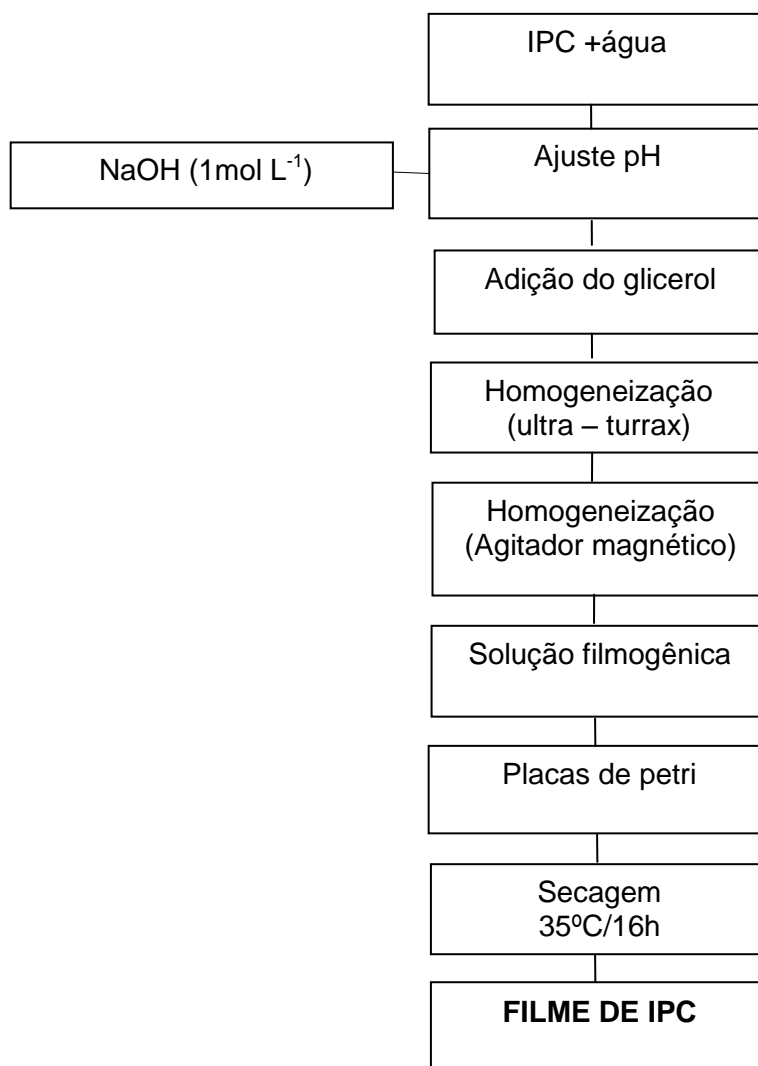 IPC +água
NaOH (1mol L⁻¹)
Ajuste pH
Adição do glicerol
Homogeneização
(ultra – turrax)
Homogeneização
(Agitador magnético)
Solução filmogênica
Placas de petri
Secagem
35ºC/16h
FILME DE IPC